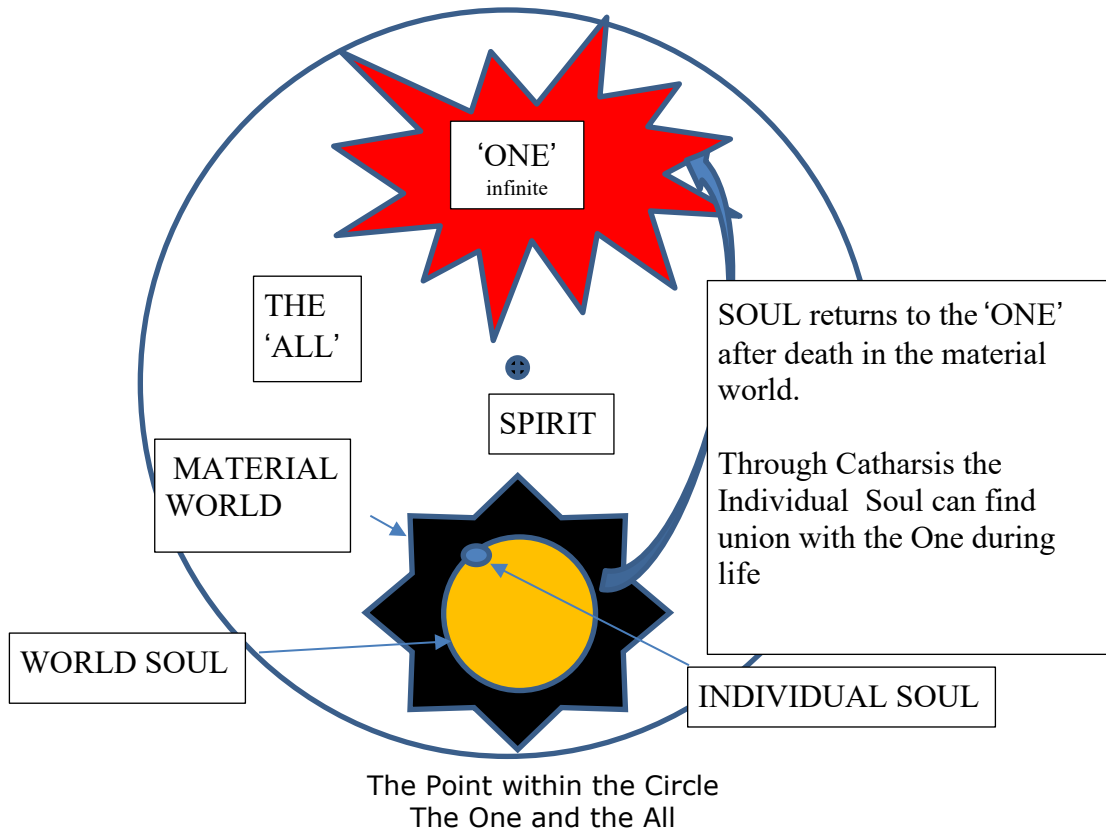 ‘ONE’
infinite
THE
‘ALL’
SOUL returns to the ‘ONE’
after death in the material
world.
Through Catharsis the
Individual Soul can find
union with the One during
life
SPIRIT
MATERIAL
WORLD
WORLD SOUL
INDIVIDUAL SOUL
The Point within the Circle
The One and the All